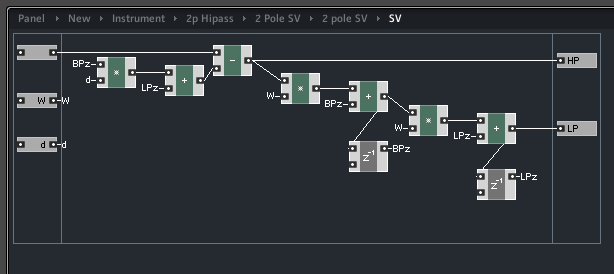 Panel ▸ New ▸ Instrument ▸ 2p Hipass ▸ 2 Pole SV ▸ 2 pole SV ▸ SV
BPz * d - HP
LPz +
W * BPz +
W W
W * LPz + LP
d d
z⁻¹ BPz
z⁻¹ LPz